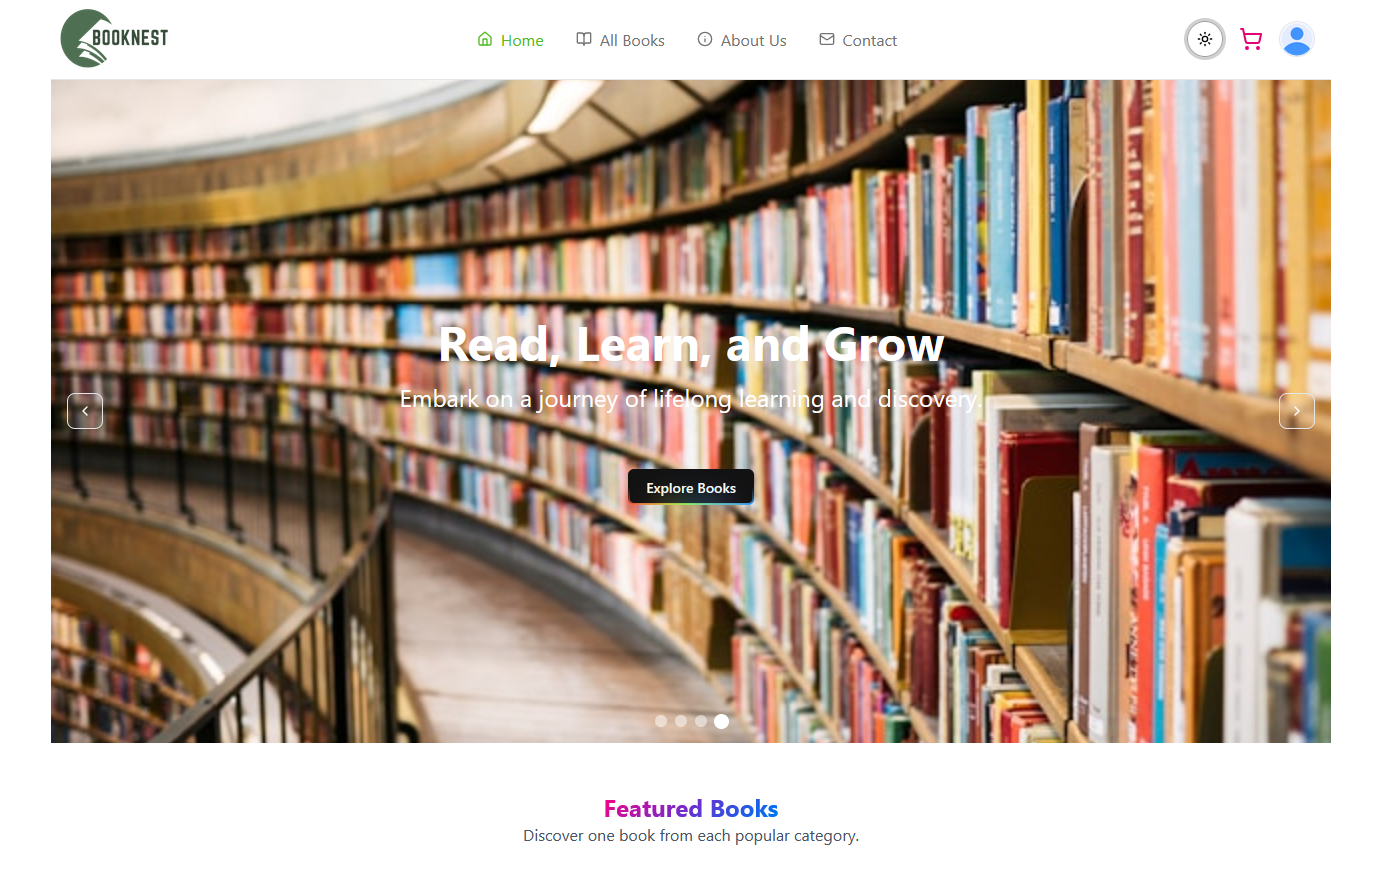 BOOKNEST
Home
All Books
About Us
Contact
Read, Learn, and Grow
Embark on a journey of lifelong learning and discovery.
Explore Books
Featured Books
Discover one book from each popular category.